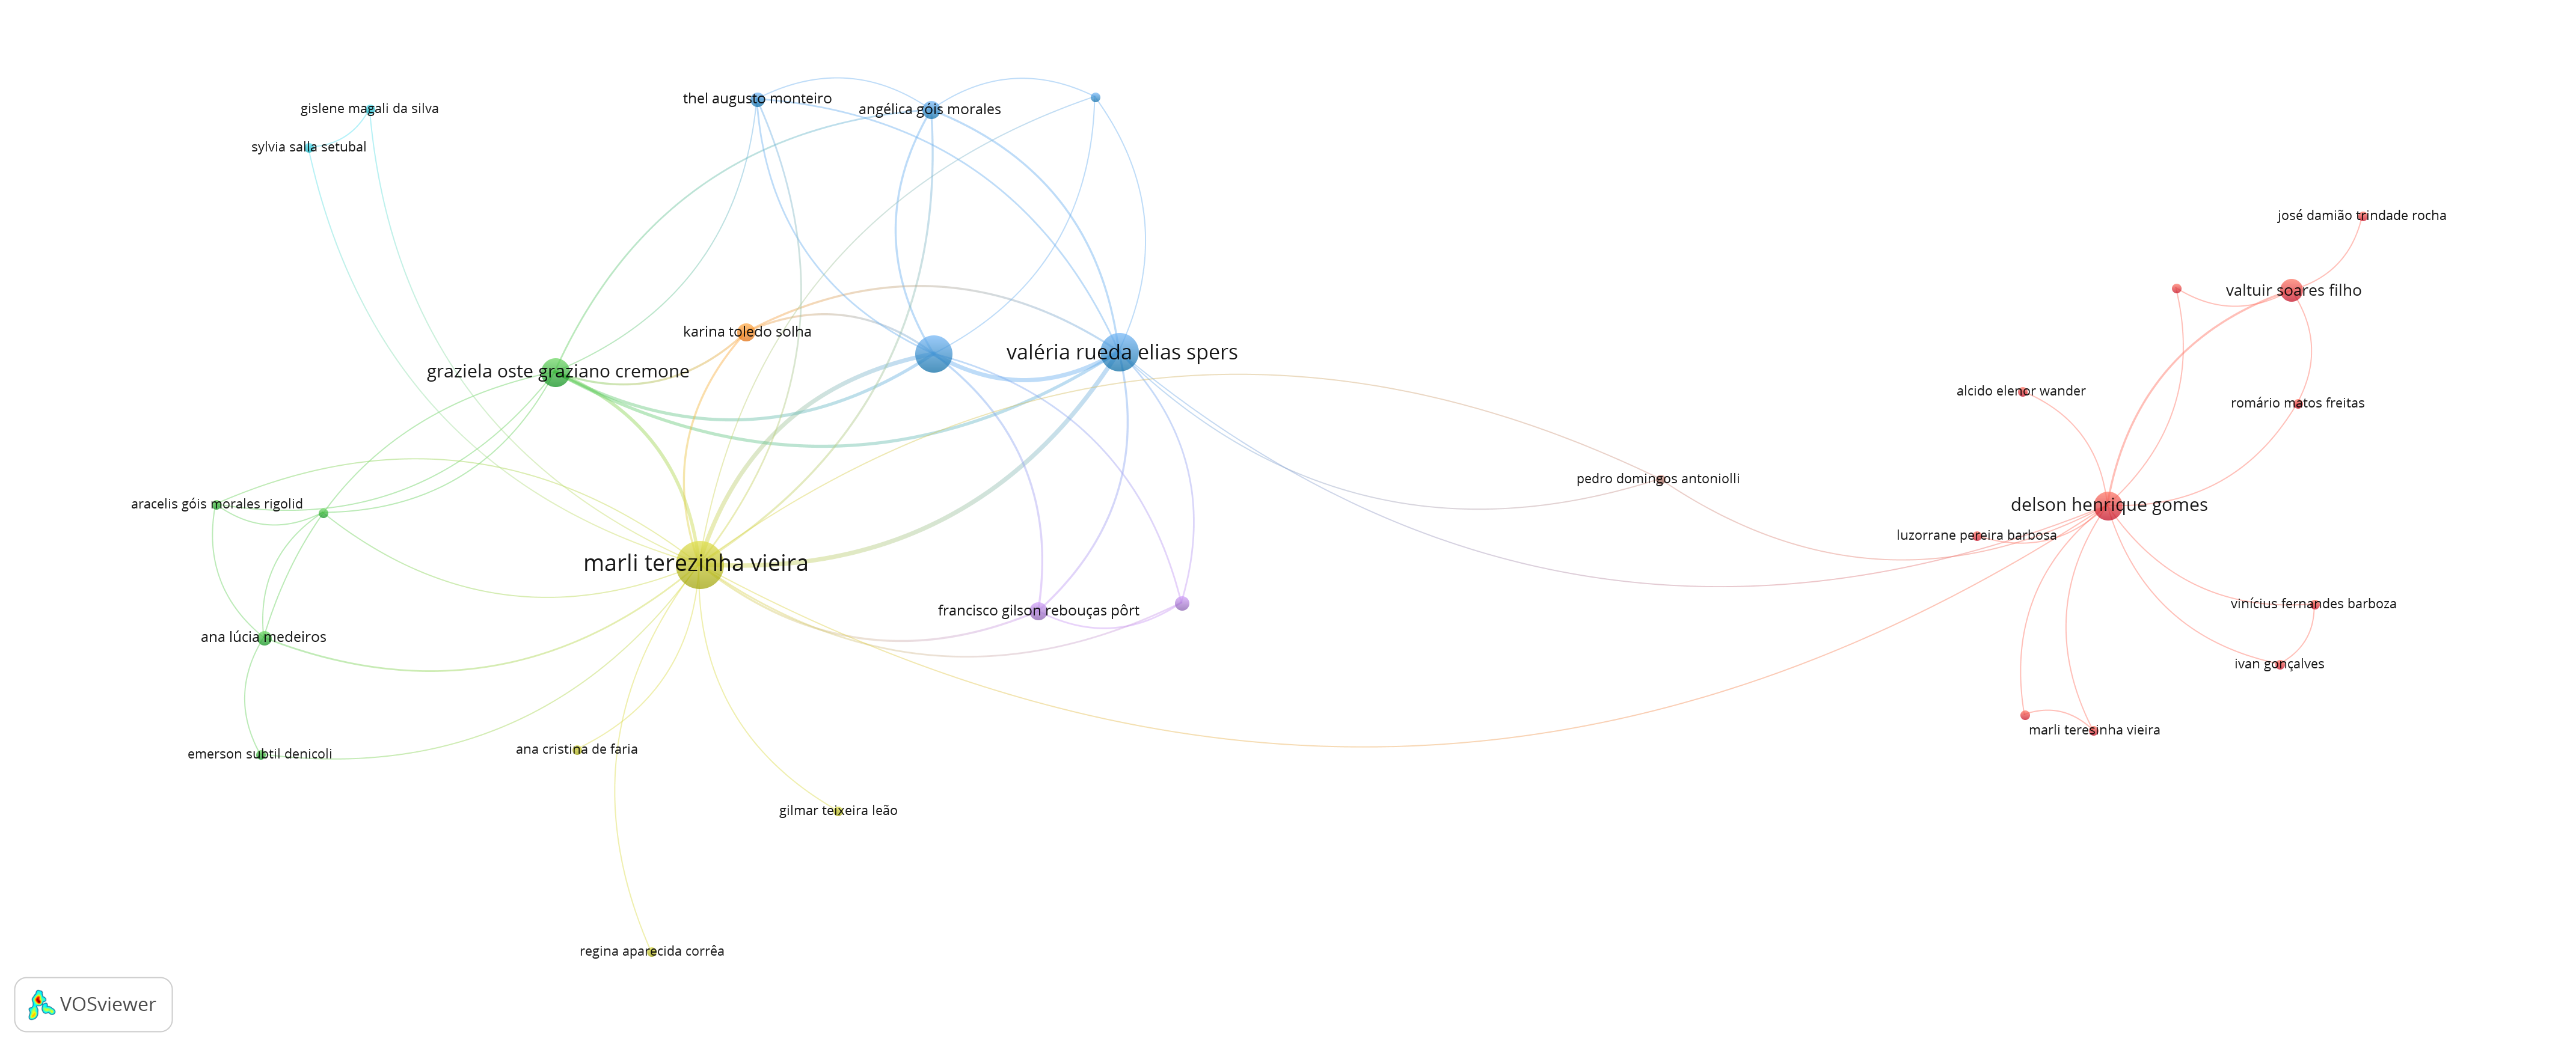 thel augusto monteiro
angélica góis morales
gislene magali da silva
sylvia salla setubal
josé damião trindade rocha
valtuir soares filho
karina toledo solha
valéria rueda elias spers
graziela oste graziano cremone
alcido elenor wander
romário matos freitas
pedro domingos antoniolli
aracelis góis morales rigolid
delson henrique gomes
luzorrane pereira barbosa
marli terezinha vieira
vinícius fernandes barboza
francisco gilson rebouças pôrt
ana lúcia medeiros
ivan gonçalves
marli teresinha vieira
ana cristina de faria
emerson subtil denicoli
gilmar teixeira leão
regina aparecida corrêa
VOSviewer